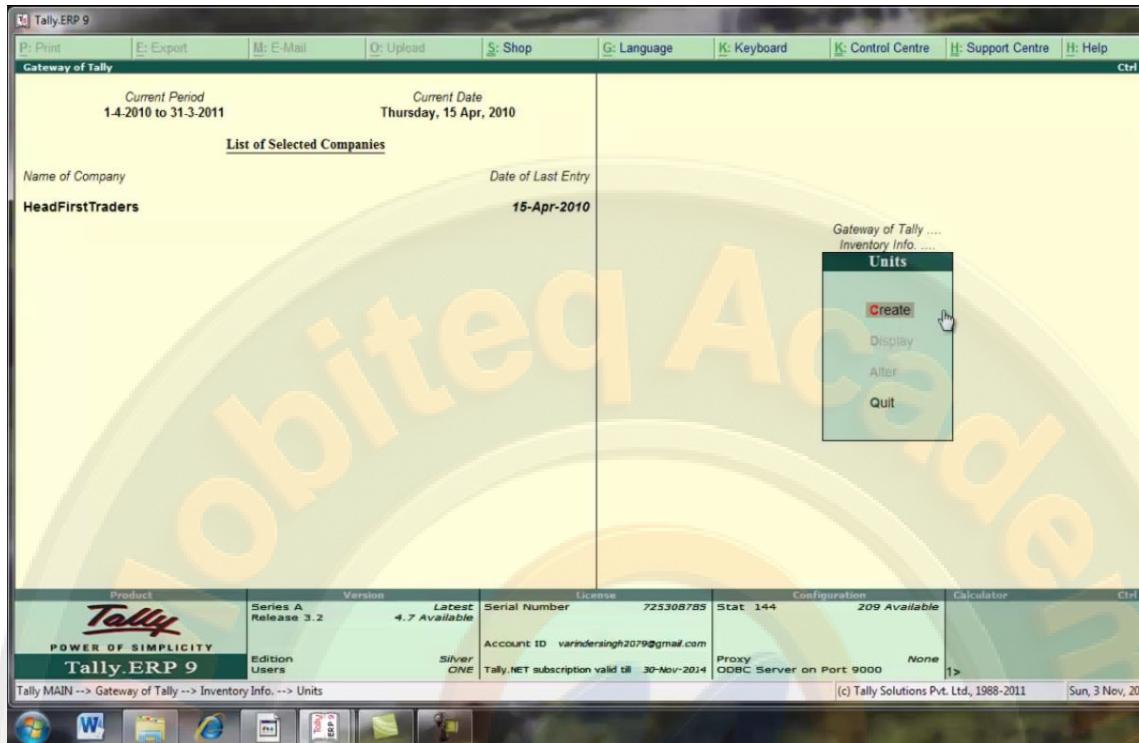 Tally.ERP 9
P: Print E: Export M: E-Mail O: Upload S: Shop G: Language K: Keyboard K: Control Centre H: Support Centre H: Help
Gateway of Tally Ctrl
Current Period Current Date
1-4-2010 to 31-3-2011 Thursday, 15 Apr, 2010
List of Selected Companies
Name of Company Date of Last Entry
HeadFirstTraders 15-Apr-2010
Gateway of Tally ....
Inventory Info. ....
Units
Create
Display
Alter
Quit
Mobiteq Academ
Product Version License Configuration Calculator Ctrl
Tally
POWER OF SIMPLICITY
Tally.ERP 9
Series A Latest
Release 3.2 4.7 Available
Edition Silver
Users ONE
Serial Number 725308785
Account ID varindersingh2079@gmail.com
Tally.NET subscription valid till 30-Nov-2014
Stat 144 209 Available
Proxy None
ODBC Server on Port 9000
1>
Tally MAIN --> Gateway of Tally --> Inventory Info. --> Units (c) Tally Solutions Pvt. Ltd., 1988-2011 Sun, 3 Nov, 20
W
Tally
ERP 9